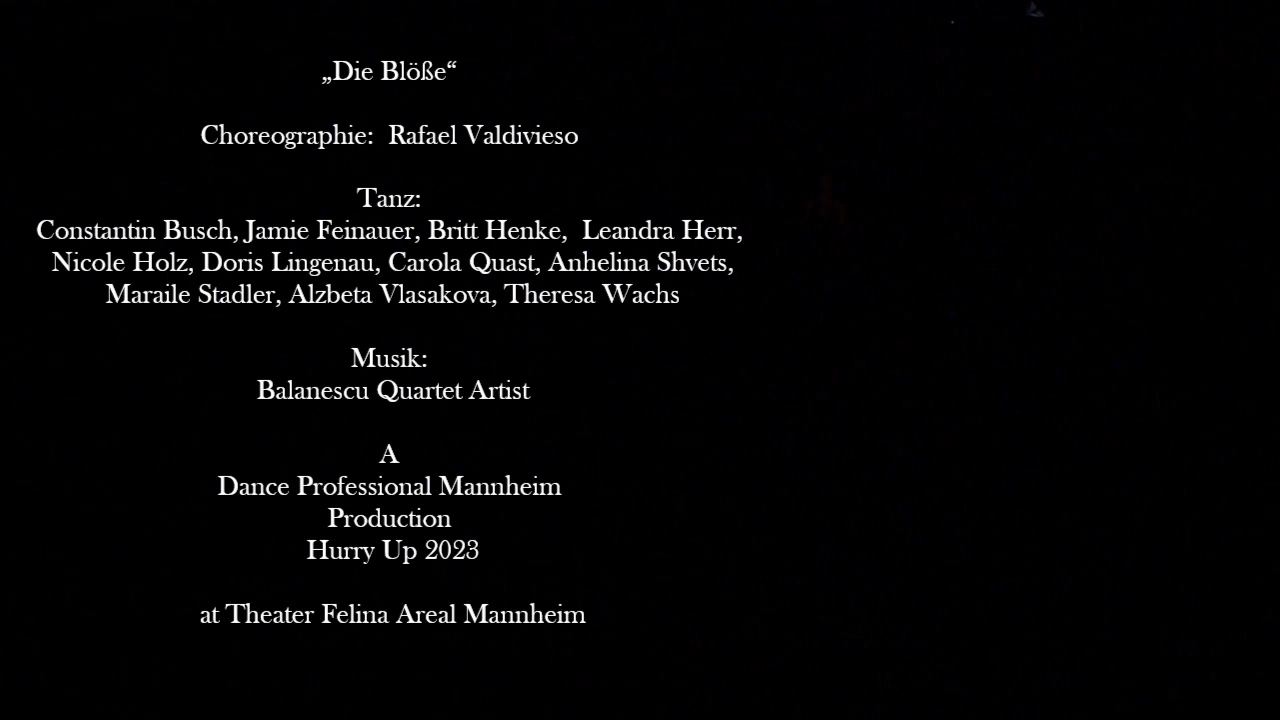 „Die Blöße“
Choreographie:  Rafael Valdivieso
Tanz:
Constantin Busch, Jamie Feinauer, Britt Henke,  Leandra Herr,
Nicole Holz, Doris Lingenau, Carola Quast, Anhelina Shvets,
Maraile Stadler, Alzbeta Vlasakova, Theresa Wachs
Musik:
Balanescu Quartet Artist
A
Dance Professional Mannheim
Production
Hurry Up 2023
at Theater Felina Areal Mannheim